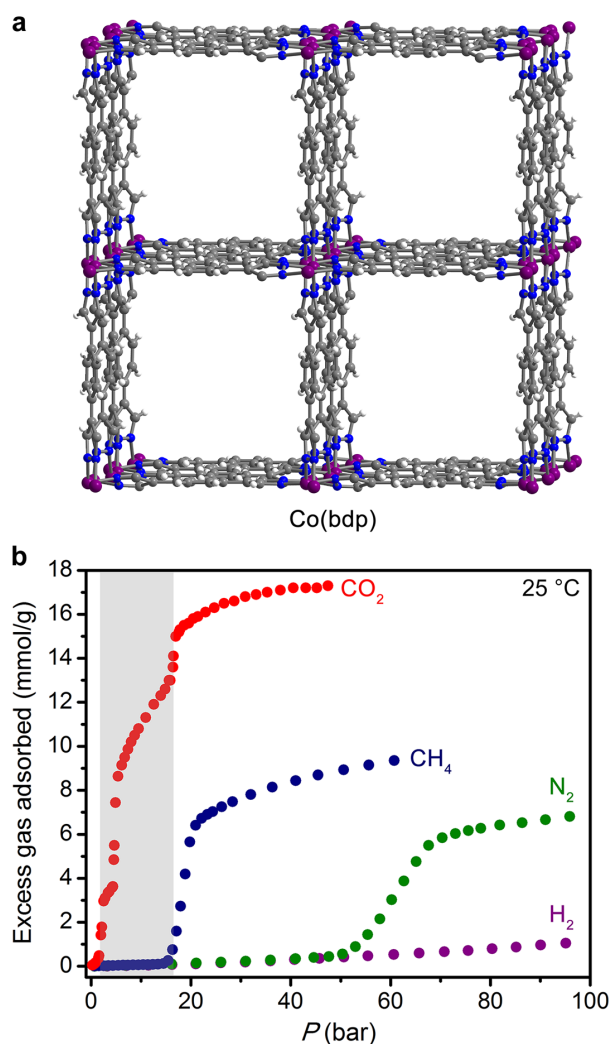 a
Co(bdp)
b
25 °C
CO₂
CH₄
N₂
H₂
Excess gas adsorbed (mmol/g)
18
16
14
12
10
8
6
4
2
0
0 20 40 60 80 100
P (bar)